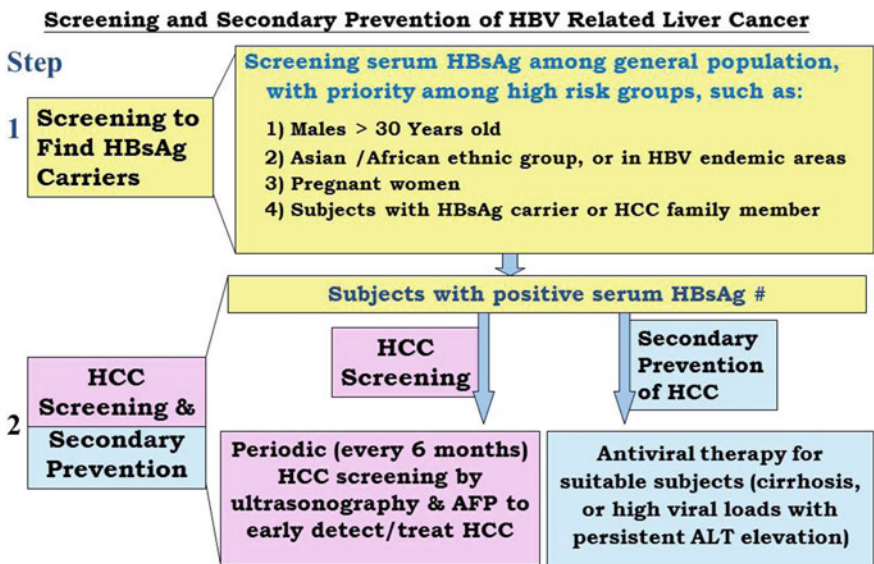 Screening and Secondary Prevention of HBV Related Liver Cancer
Step
1
Screening to
Find HBsAg
Carriers
Screening serum HBsAg among general population,
with priority among high risk groups, such as:
1) Males > 30 Years old
2) Asian /African ethnic group, or in HBV endemic areas
3) Pregnant women
4) Subjects with HBsAg carrier or HCC family member
Subjects with positive serum HBsAg #
HCC
Screening
Secondary
Prevention
of HCC
2
HCC
Screening &
Secondary
Prevention
Periodic (every 6 months)
HCC screening by
ultrasonography & AFP to
early detect/treat HCC
Antiviral therapy for
suitable subjects (cirrhosis,
or high viral loads with
persistent ALT elevation)